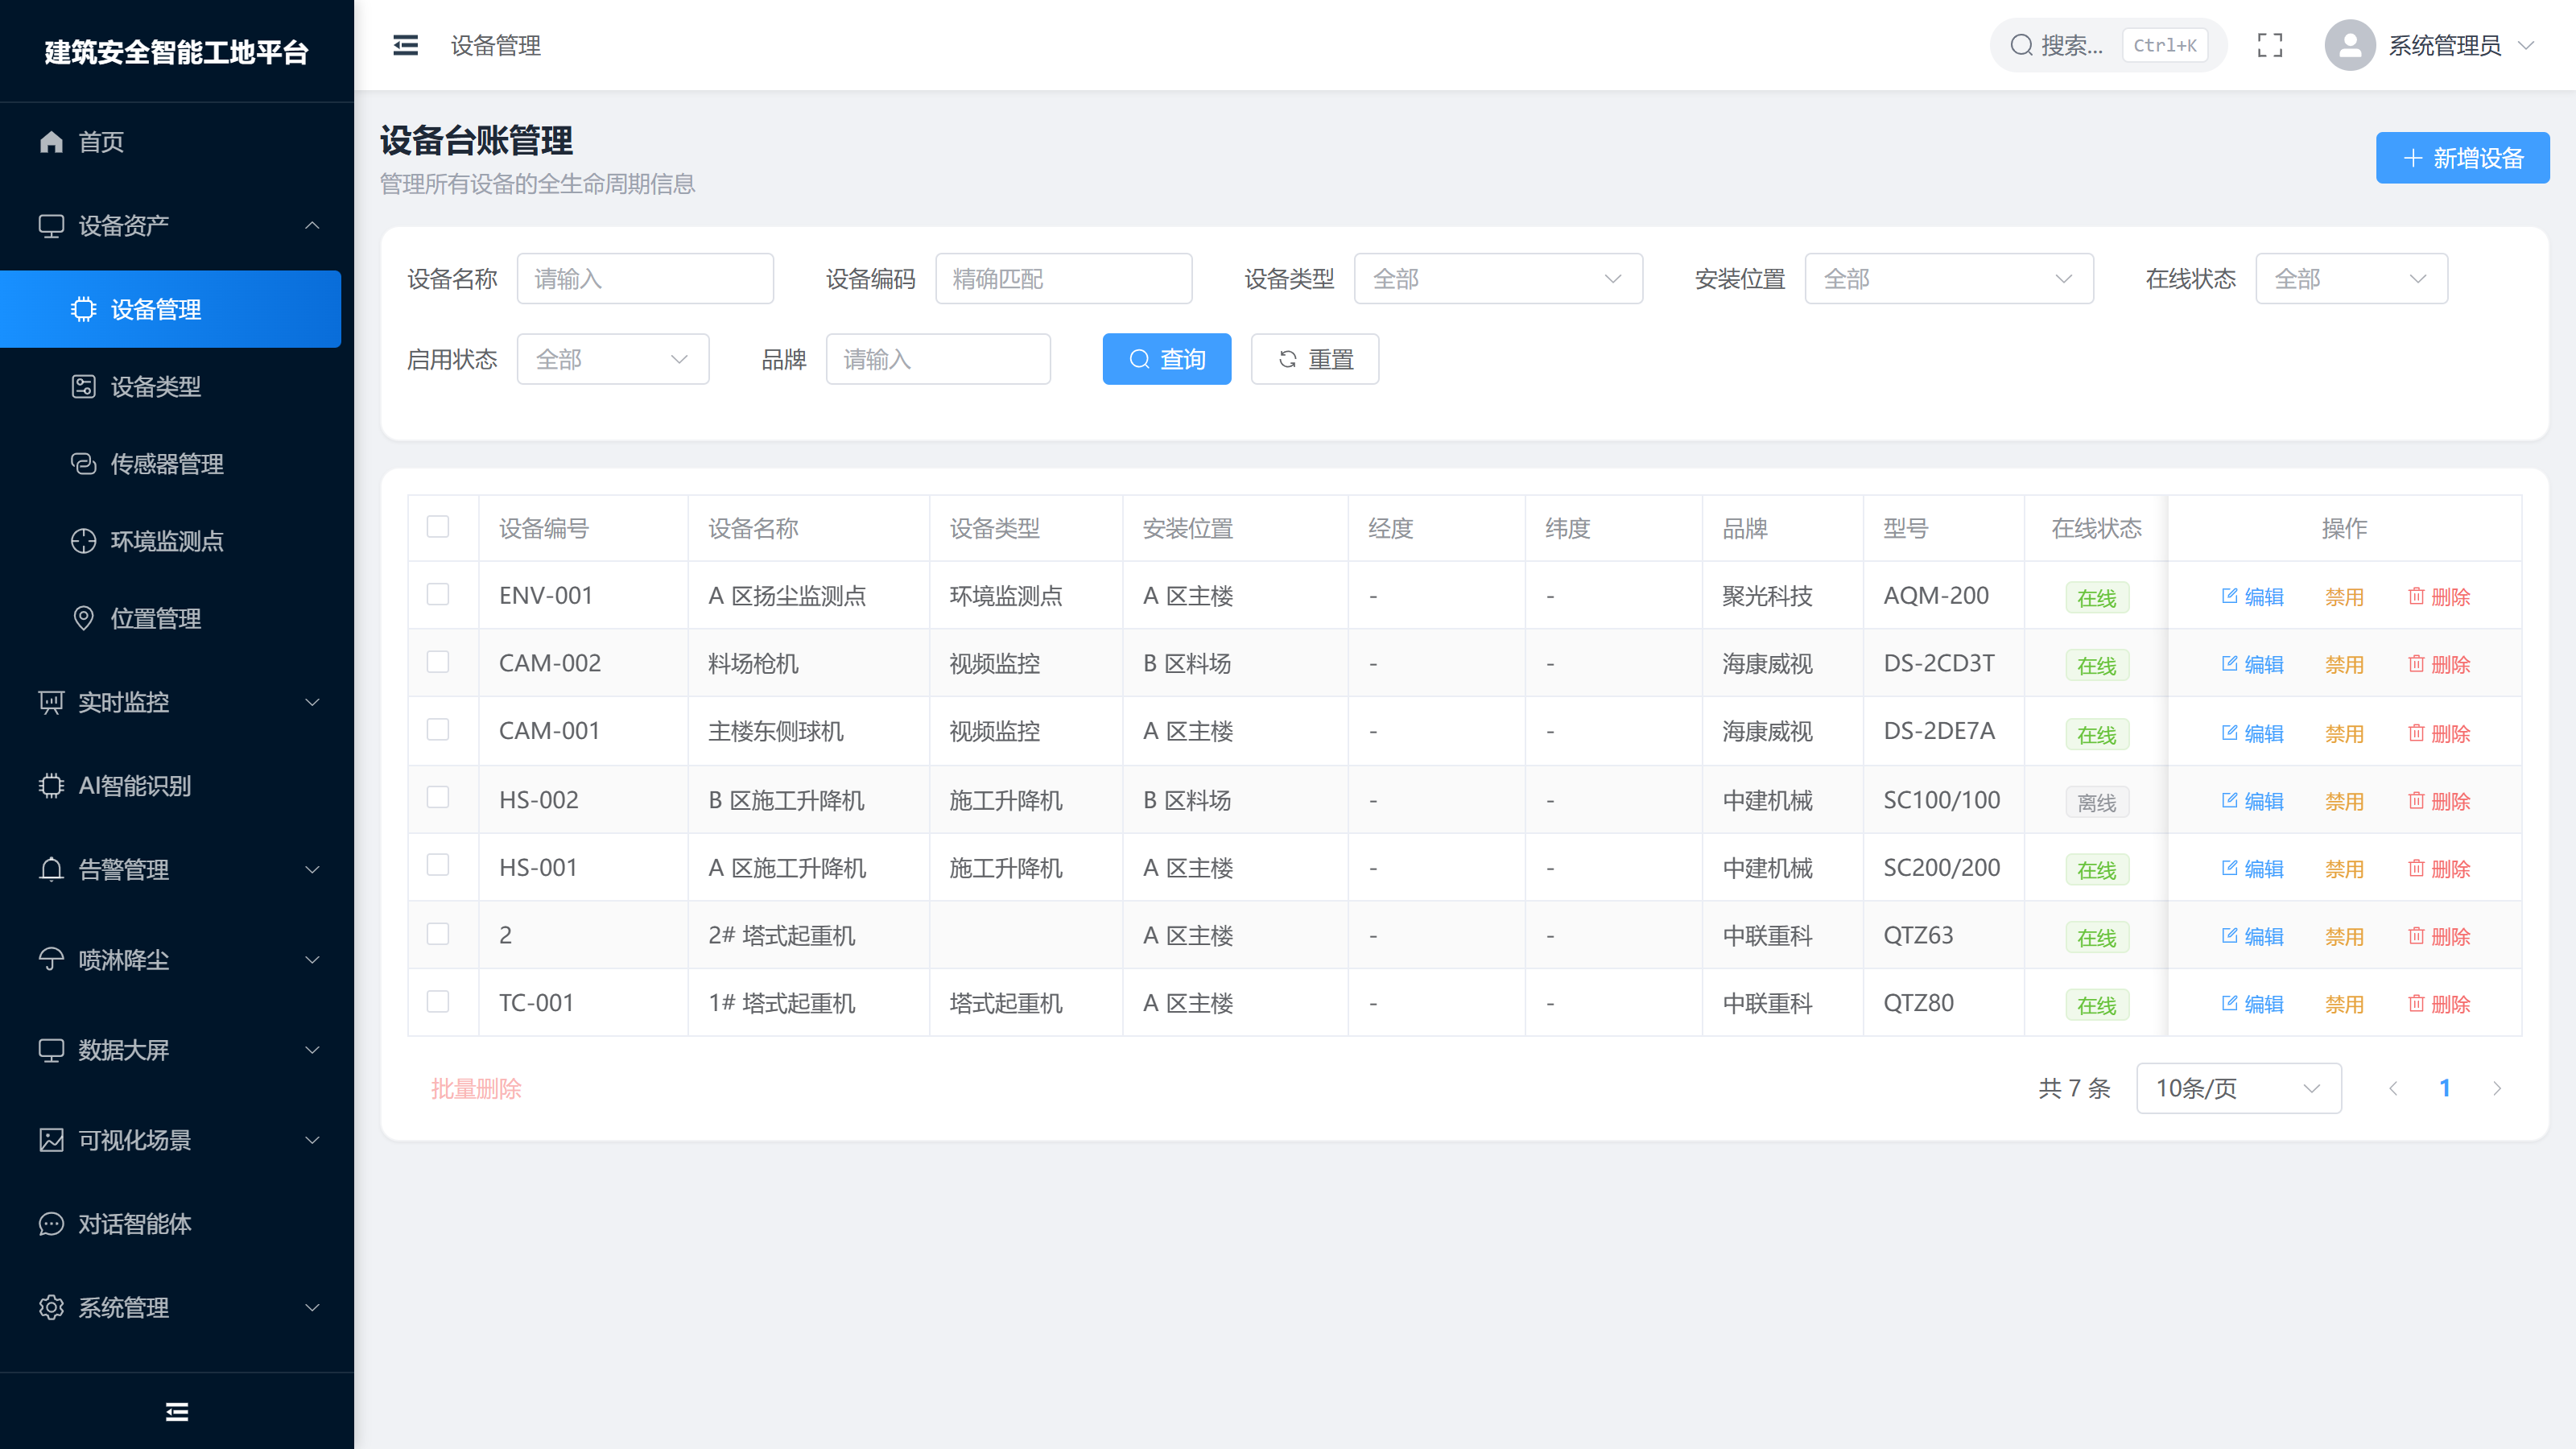 建筑安全智能工地平台
首页
设备资产
设备管理
设备类型
传感器管理
环境监测点
位置管理
实时监控
AI智能识别
告警管理
喷淋降尘
数据大屏
可视化场景
对话智能体
系统管理
设备管理
搜索... Ctrl+K
系统管理员
设备台账管理
管理所有设备的全生命周期信息
新增设备
设备名称 请输入 设备编码 精确匹配 设备类型 全部 安装位置 全部 在线状态 全部
启用状态 全部 品牌 请输入 查询 重置
设备编号 设备名称 设备类型 安装位置 经度 纬度 品牌 型号 在线状态 操作
ENV-001 A 区扬尘监测点 环境监测点 A 区主楼 - - 聚光科技 AQM-200 在线 编辑 禁用 删除
CAM-002 料场枪机 视频监控 B 区料场 - - 海康威视 DS-2CD3T 在线 编辑 禁用 删除
CAM-001 主楼东侧球机 视频监控 A 区主楼 - - 海康威视 DS-2DE7A 在线 编辑 禁用 删除
HS-002 B 区施工升降机 施工升降机 B 区料场 - - 中建机械 SC100/100 离线 编辑 禁用 删除
HS-001 A 区施工升降机 施工升降机 A 区主楼 - - 中建机械 SC200/200 在线 编辑 禁用 删除
2 2# 塔式起重机 A 区主楼 - - 中联重科 QTZ63 在线 编辑 禁用 删除
TC-001 1# 塔式起重机 塔式起重机 A 区主楼 - - 中联重科 QTZ80 在线 编辑 禁用 删除
批量删除 共 7 条 10条/页 1